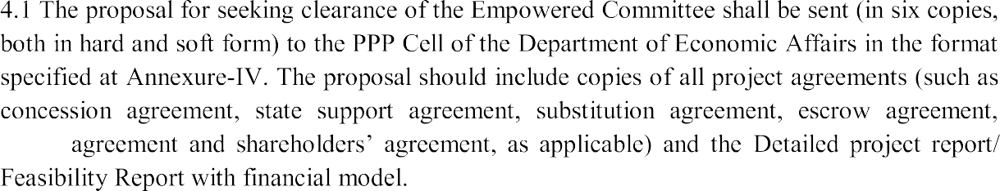 4.1 The proposal for seeking clearance of the Empowered Committee shall be sent (in six copies,
both in hard and soft form) to the PPP Cell of the Department of Economic Affairs in the format
specified at Annexure-IV. The proposal should include copies of all project agreements (such as
concession agreement, state support agreement, substitution agreement, escrow agreement,
agreement and shareholders’ agreement, as applicable) and the Detailed project report/
Feasibility Report with financial model.